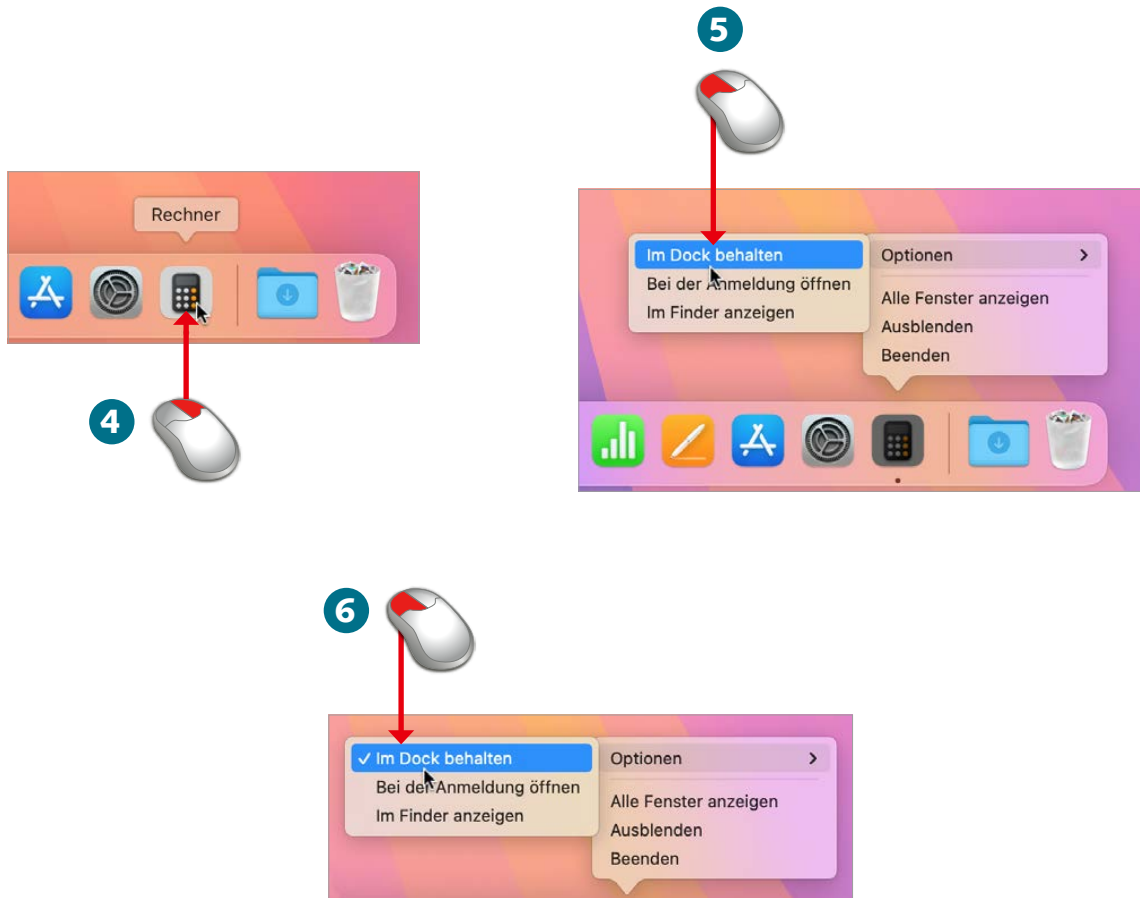 4
Rechner
5
Im Dock behalten
Bei der Anmeldung öffnen
Im Finder anzeigen
Optionen
Alle Fenster anzeigen
Ausblenden
Beenden
6
✓ Im Dock behalten
Bei der Anmeldung öffnen
Im Finder anzeigen
Optionen
Alle Fenster anzeigen
Ausblenden
Beenden